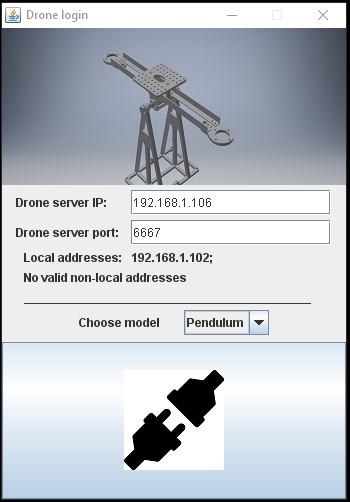 Drone login
Drone server IP: 192.168.1.106
Drone server port: 6667
Local addresses: 192.168.1.102;
No valid non-local addresses
Choose model Pendulum